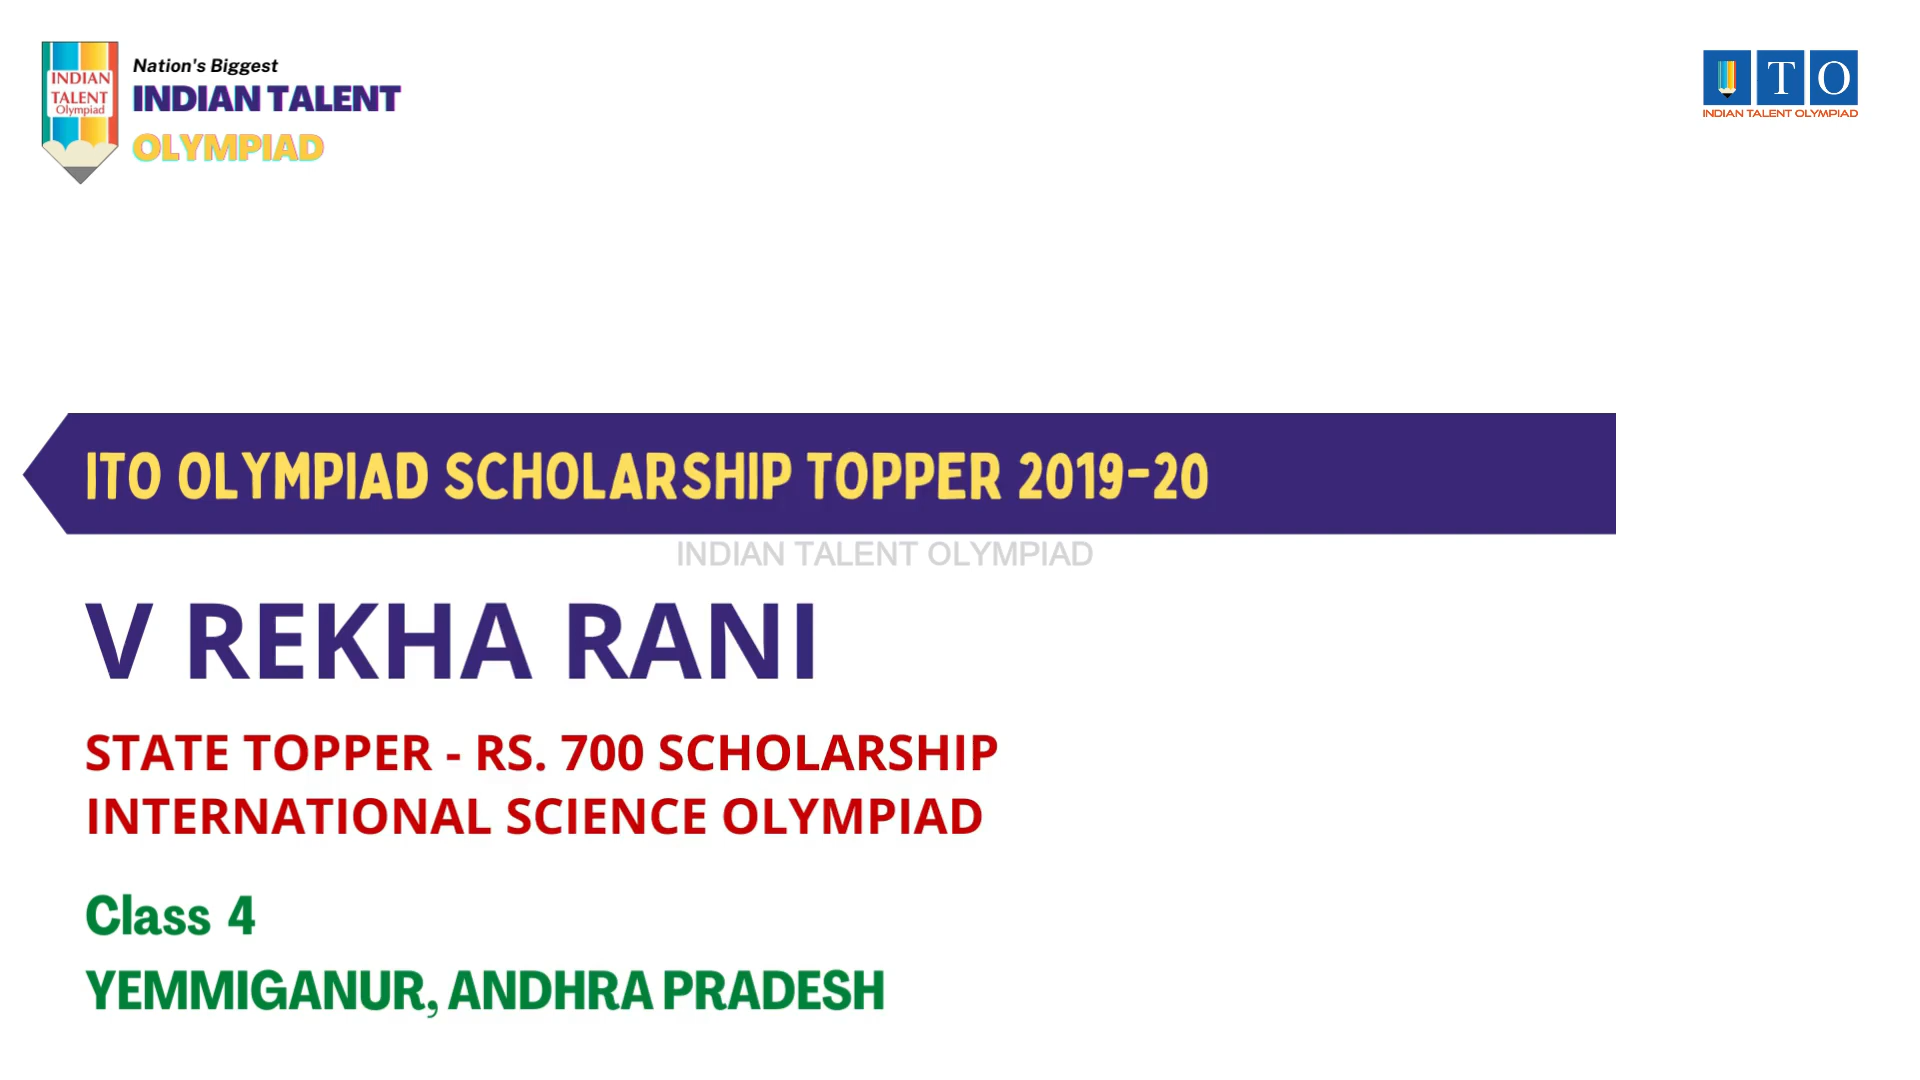 Nation's Biggest
INDIAN TALENT
OLYMPIAD
INDIAN
TALENT
Olympiad
TO
INDIAN TALENT OLYMPIAD
ITO OLYMPIAD SCHOLARSHIP TOPPER 2019-20
INDIAN TALENT OLYMPIAD
V REKHA RANI
STATE TOPPER - RS. 700 SCHOLARSHIP
INTERNATIONAL SCIENCE OLYMPIAD
Class 4
YEMMIGANUR, ANDHRA PRADESH